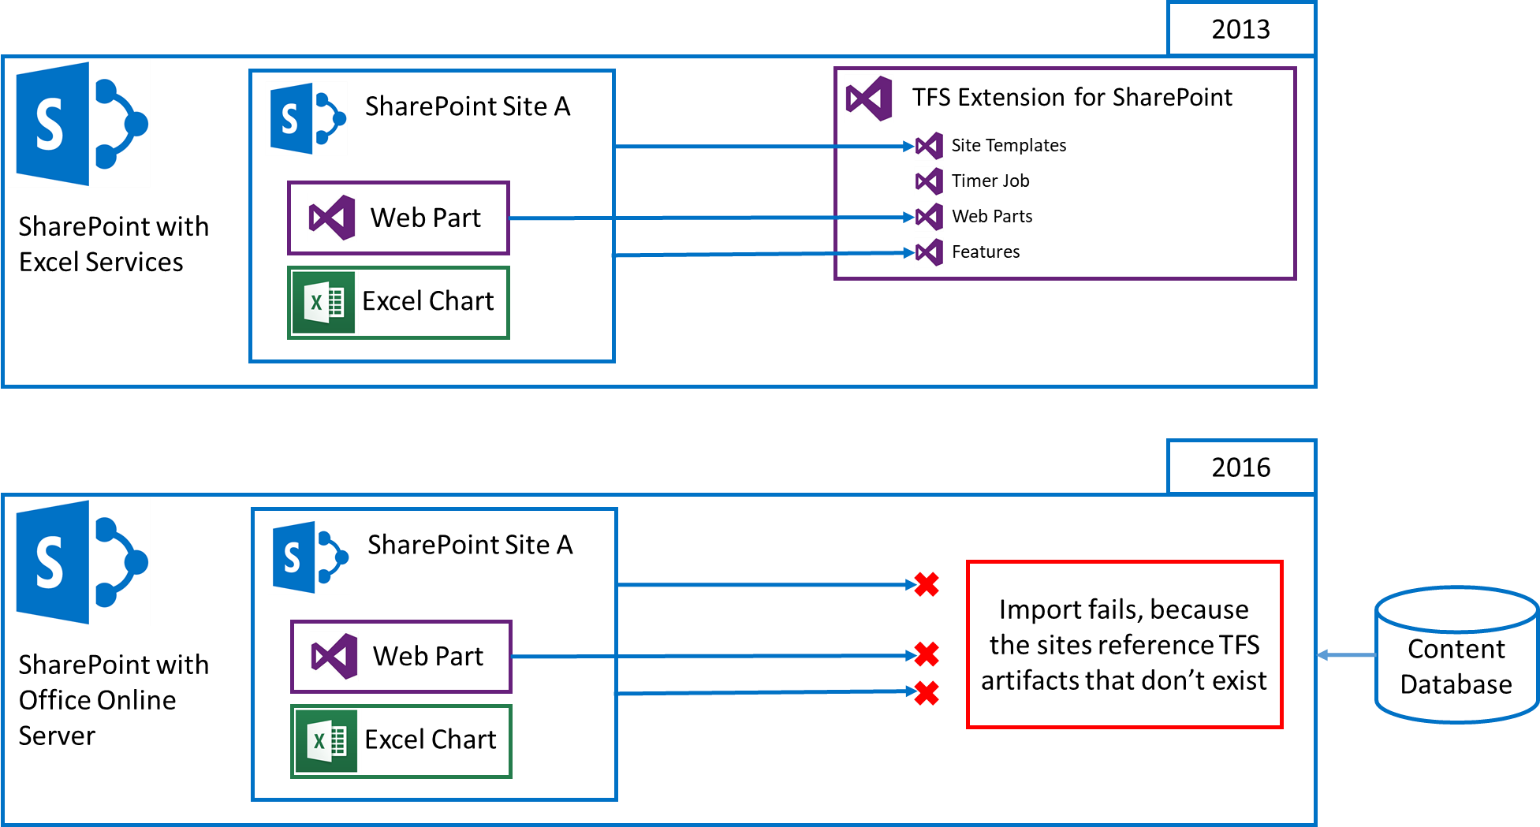 2013
S
SharePoint with
Excel Services
S
SharePoint Site A
Web Part
X
Excel Chart
TFS Extension for SharePoint
Site Templates
Timer Job
Web Parts
Features
2016
S
SharePoint with
Office Online
Server
S
SharePoint Site A
Web Part
X
Excel Chart
Import fails, because
the sites reference TFS
artifacts that don’t exist
Content
Database